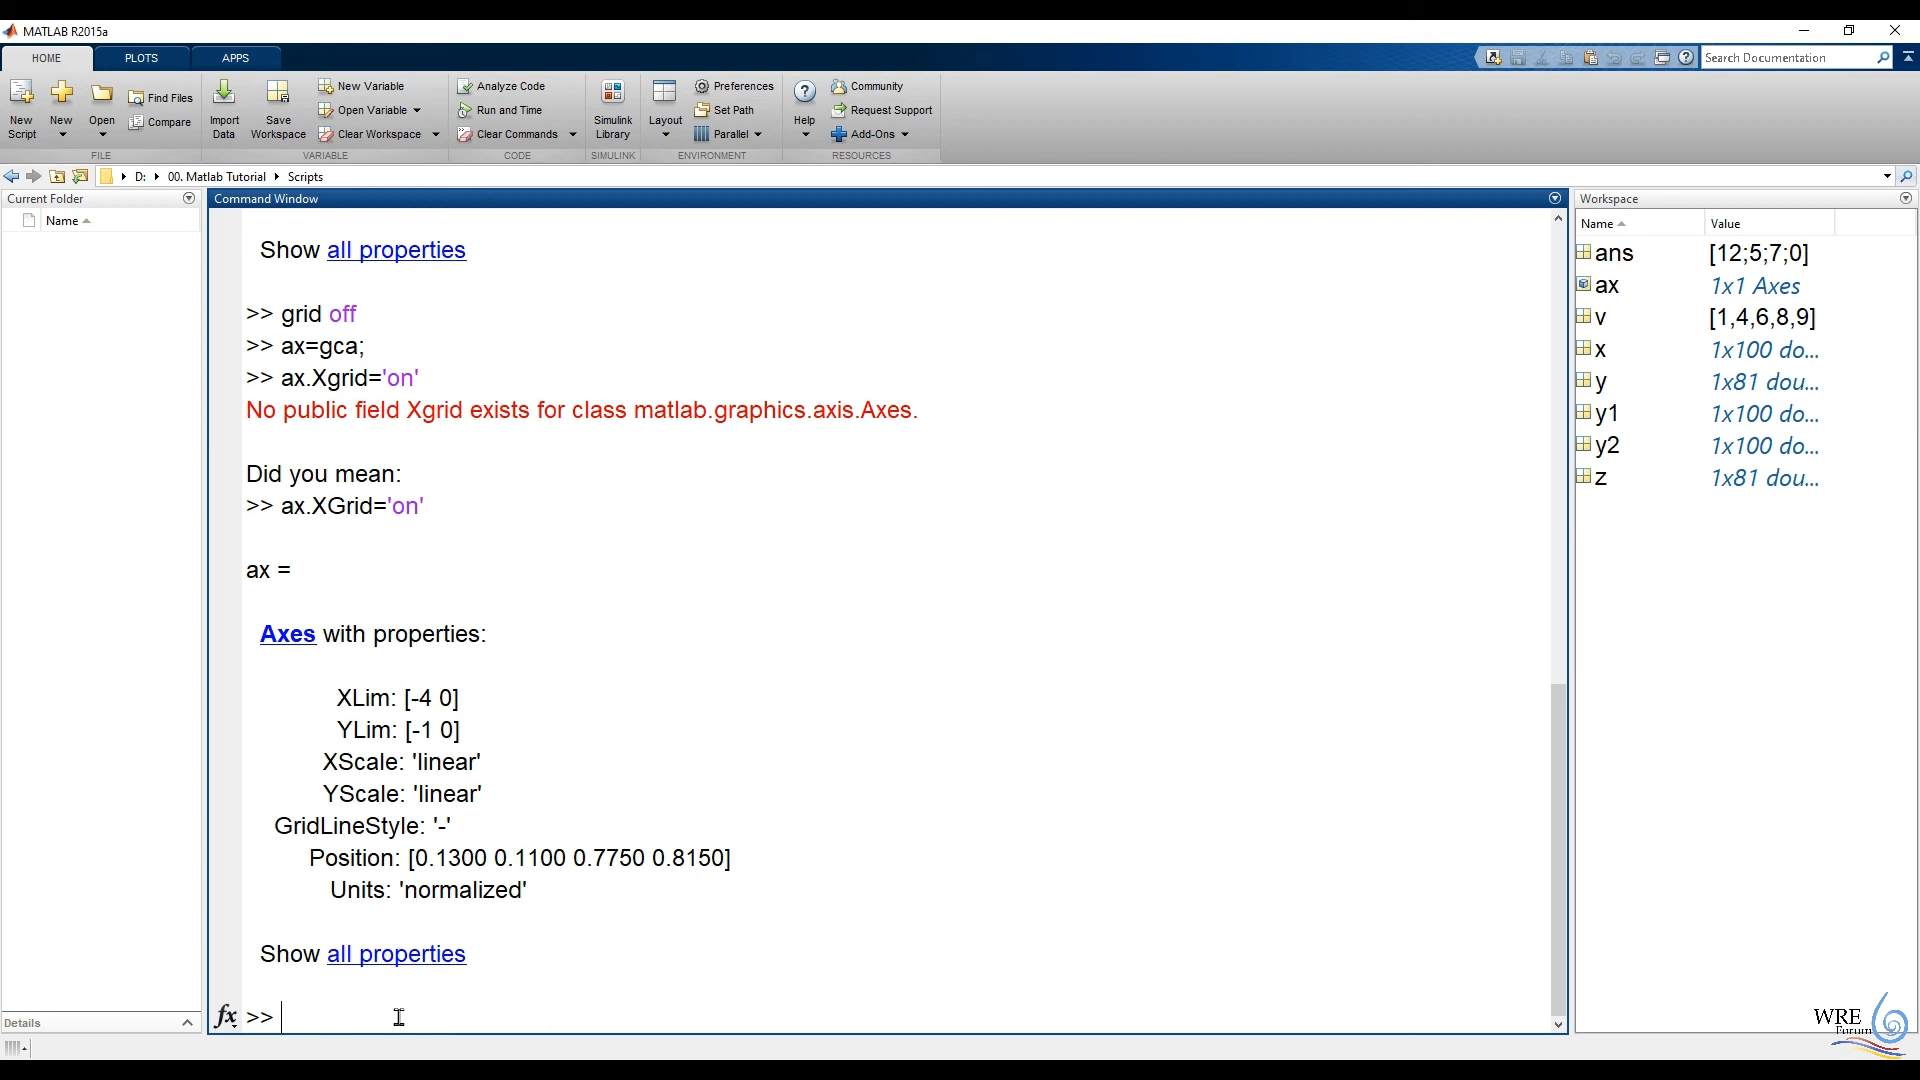 MATLAB R2015a
HOME
PLOTS
APPS
Search Documentation
New Script
New
Open
Find Files
Compare
FILE
Import Data
Save Workspace
New Variable
Open Variable
Clear Workspace
VARIABLE
Analyze Code
Run and Time
Clear Commands
CODE
Simulink Library
SIMULINK
Layout
Preferences
Set Path
Parallel
ENVIRONMENT
Help
Community
Request Support
Add-Ons
RESOURCES
D: 00. Matlab Tutorial Scripts
Current Folder
Name
Details
Command Window
Show all properties
>> grid off
>> ax=gca;
>> ax.Xgrid='on'
No public field Xgrid exists for class matlab.graphics.axis.Axes.
Did you mean:
>> ax.XGrid='on'
ax =
Axes with properties:
XLim: [-4 0]
YLim: [-1 0]
XScale: 'linear'
YScale: 'linear'
GridLineStyle: '-'
Position: [0.1300 0.1100 0.7750 0.8150]
Units: 'normalized'
Show all properties
fx >>
Workspace
Name Value
ans [12;5;7;0]
ax 1x1 Axes
v [1,4,6,8,9]
x 1x100 do...
y 1x81 dou...
y1 1x100 do...
y2 1x100 do...
z 1x81 dou...
WRE
Forum